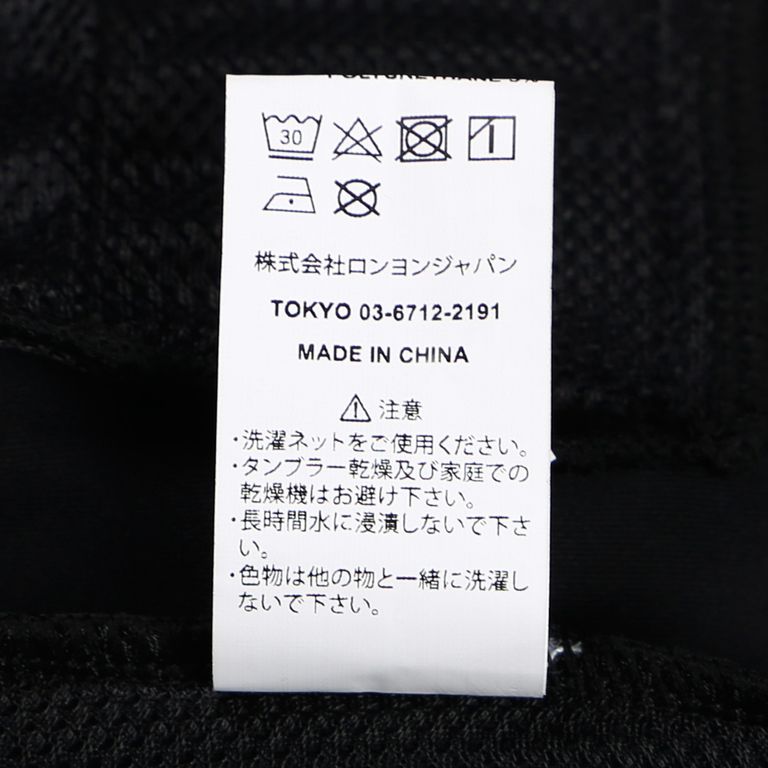 30
株式会社ロンヨンジャパン
TOKYO 03-6712-2191
MADE IN CHINA
注意
・洗濯ネットをご使用ください。
・タンブラー乾燥及び家庭での
乾燥機はお避け下さい。
・長時間水に浸漬しないで下さ
い。
・色物は他の物と一緒に洗濯し
ないで下さい。